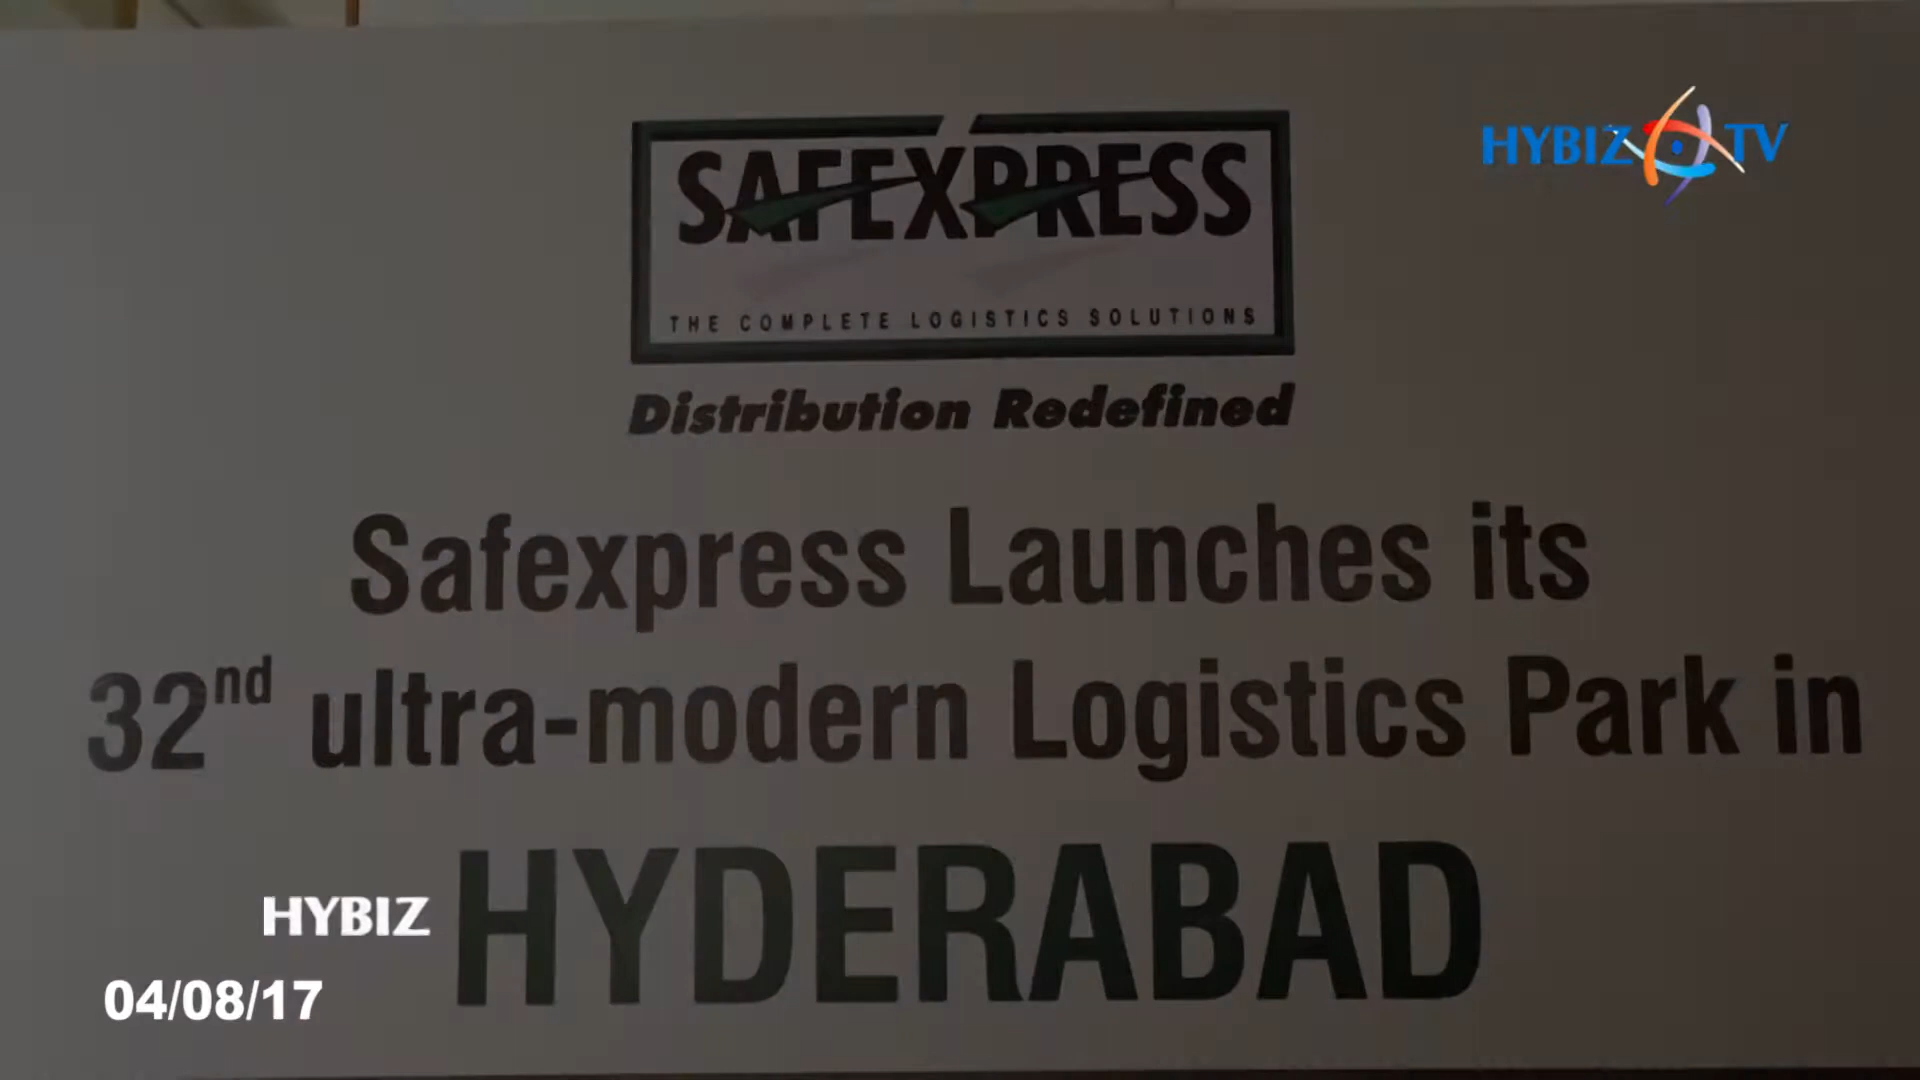 HYBIZ TV
SAFEXPRESS
THE COMPLETE LOGISTICS SOLUTIONS
Distribution Redefined
Safexpress Launches its
32nd ultra-modern Logistics Park in
HYDERABAD
HYBIZ
04/08/17